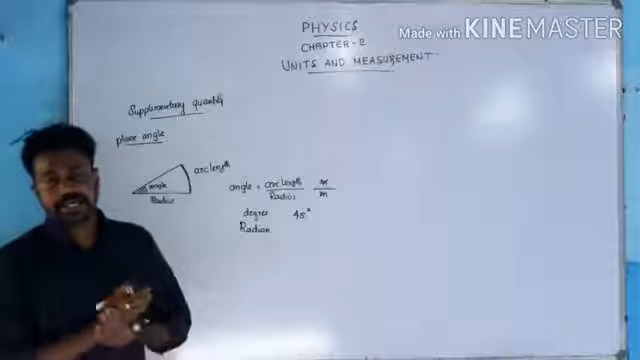 PHYSICS
Made with KINEMASTER
CHAPTER-2
UNITS AND MEASUREMENT
Supplimentary quantity
plane angle
arc length
angle
Radius
angle = arc length / Radius m / m
degree 45°
Radian